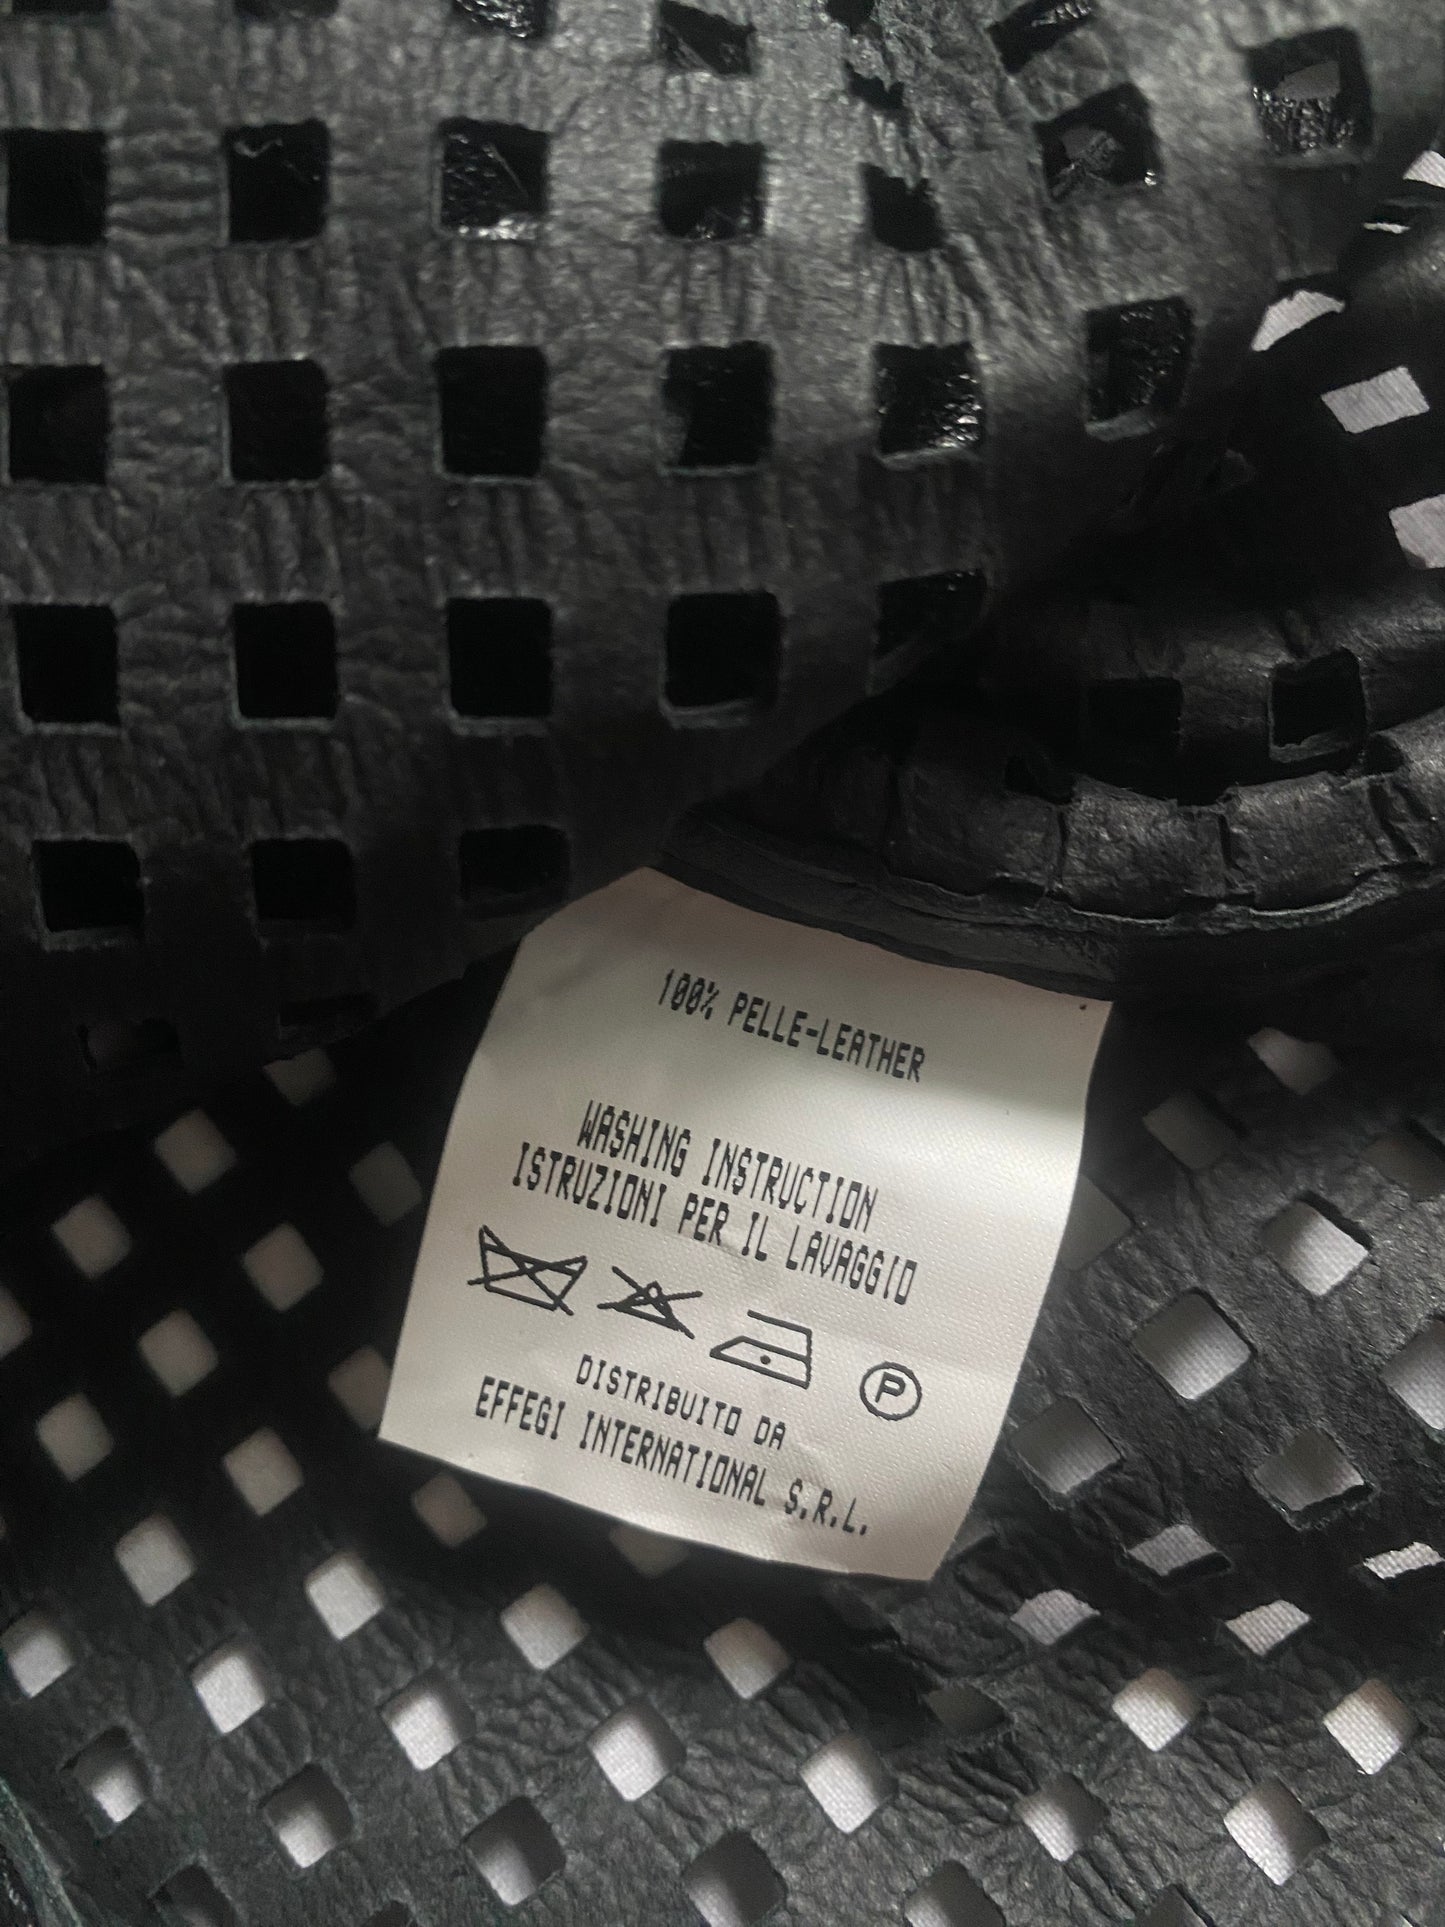 100% PELLE-LEATHER
WASHING INSTRUCTION
ISTRUZIONI PER IL LAVAGGIO
P
DISTRIBUITO DA
EFFEGI INTERNATIONAL S.R.L.